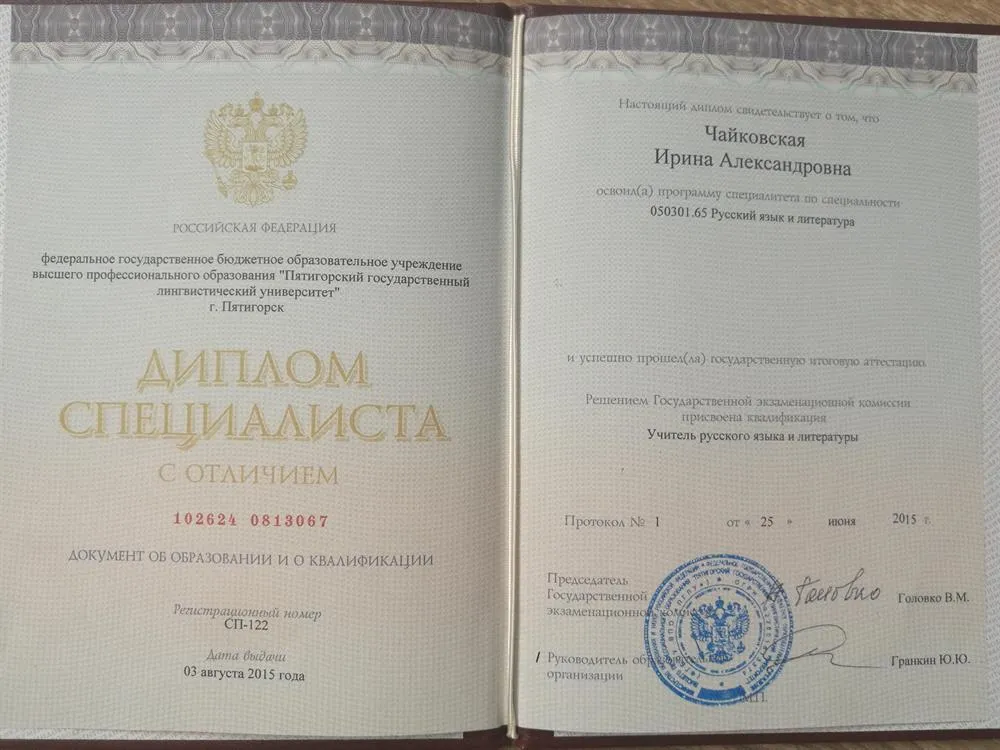 РОССИЙСКАЯ ФЕДЕРАЦИЯ
федеральное государственное бюджетное образовательное учреждение
высшего профессионального образования "Пятигорский государственный
лингвистический университет"
г. Пятигорск
ДИПЛОМ
СПЕЦИАЛИСТА
С ОТЛИЧИЕМ
102624 0813067
ДОКУМЕНТ ОБ ОБРАЗОВАНИИ И О КВАЛИФИКАЦИИ
Регистрационный номер
СП-122
Дата выдачи
03 августа 2015 года
Настоящий диплом свидетельствует о том, что
Чайковская
Ирина Александровна
освоил(а) программу специалитета по специальности
050301.65 Русский язык и литература
и успешно прошел(ла) государственную итоговую аттестацию
Решением Государственной экзаменационной комиссии
присвоена квалификация
Учитель русского языка и литературы
Протокол № 1 от « 25 » июня 2015 г.
Председатель
Государственной
экзаменационной комиссии Головко В.М.
/ Руководитель образовательной Гранкин Ю.Ю.
организации
М.П.